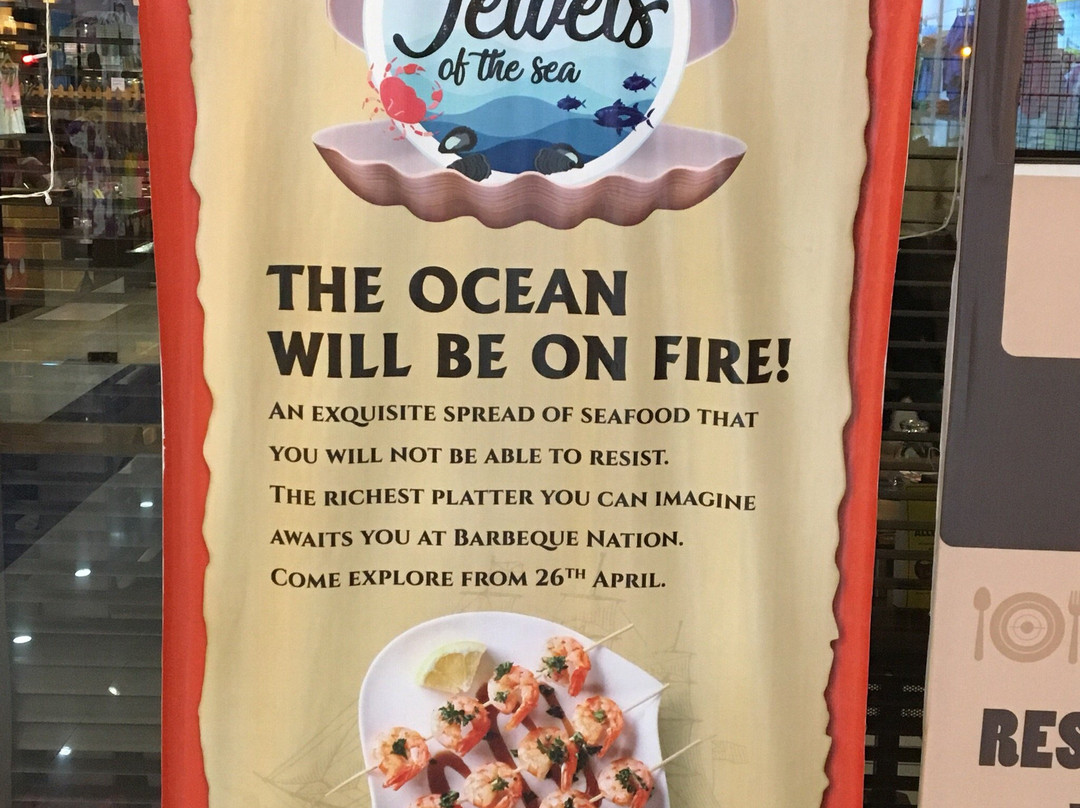 Jewels
of the sea
THE OCEAN
WILL BE ON FIRE!
AN EXQUISITE SPREAD OF SEAFOOD THAT
YOU WILL NOT BE ABLE TO RESIST.
THE RICHEST PLATTER YOU CAN IMAGINE
AWAITS YOU AT BARBEQUE NATION.
COME EXPLORE FROM 26TH APRIL.
RES